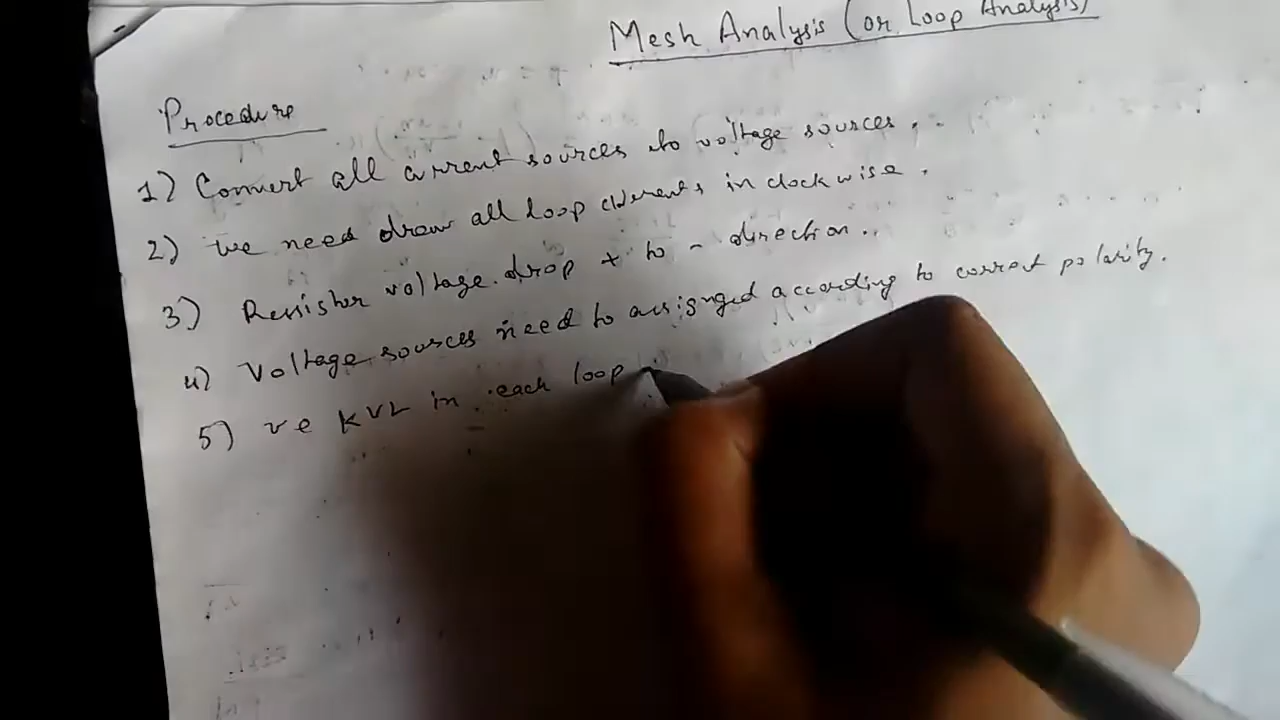 Mesh Analysis (or Loop Analysis)
Procedure
1) Convert all current sources to voltage sources.
2) we need draw all loop currents in clockwise.
3) Resistor voltage drop + to - direction..
4) Voltage sources need to assigned according to correct polarity.
5) ve KVL in each loop